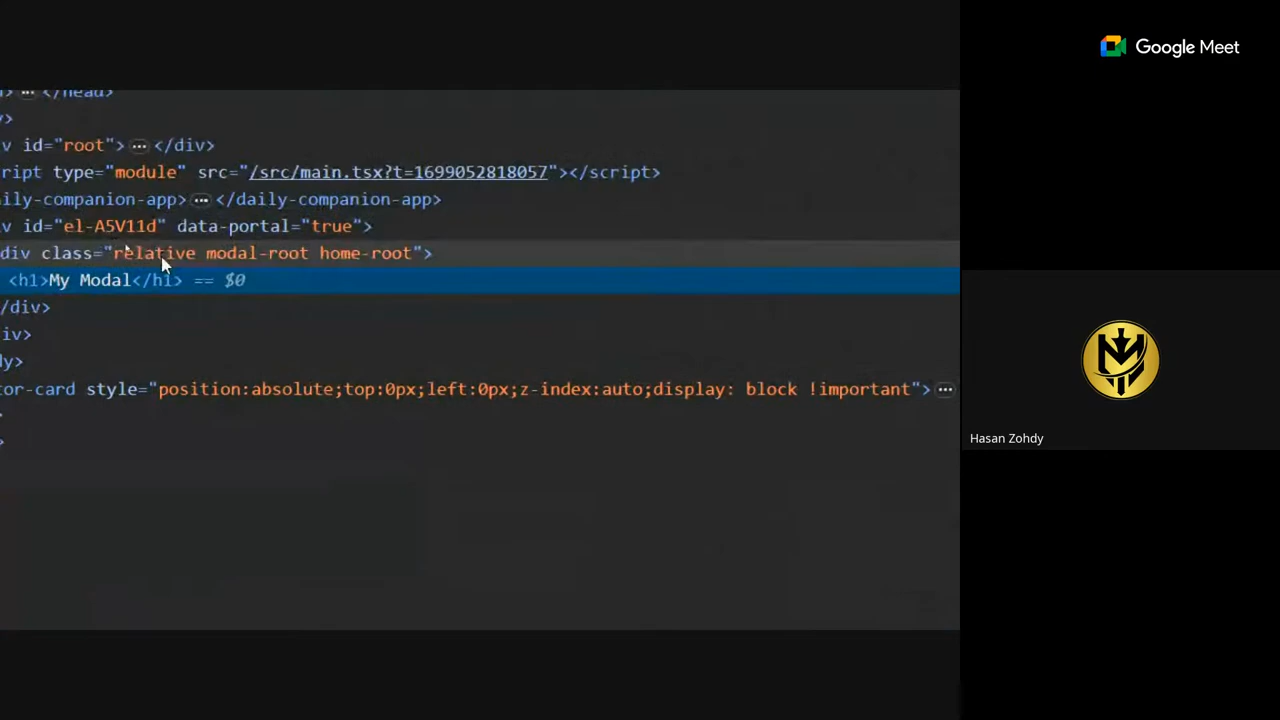 Google Meet
> … </head>
y>
v id="root"> … </div>
ript type="module" src="/src/main.tsx?t=1699052818057"></script>
ily-companion-app> … </daily-companion-app>
v id="el-A5V11d" data-portal="true">
div class="relative modal-root home-root">
<h1>My Modal</h1> == $0
/div>
iv>
dy>
tor-card style="position:absolute;top:0px;left:0px;z-index:auto;display: block !important"> …
>
>
Hasan Zohdy